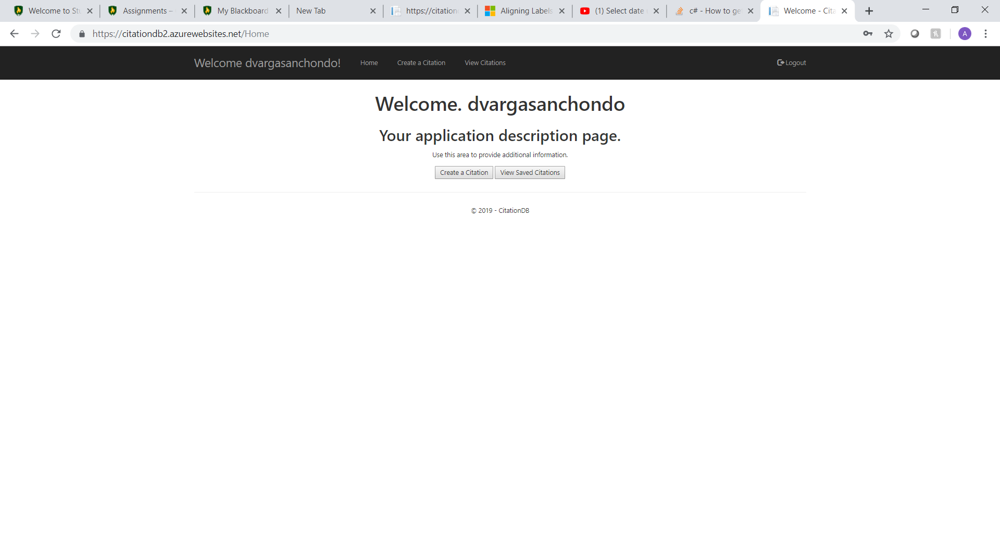 Welcome to Stu
Assignments –
My Blackboard
New Tab
https://citation
Aligning Labels
(1) Select date
c# - How to ge
Welcome - Cita
https://citationdb2.azurewebsites.net/Home
A
Welcome dvargasanchondo!
Home
Create a Citation
View Citations
Logout
Welcome. dvargasanchondo
Your application description page.
Use this area to provide additional information.
Create a Citation
View Saved Citations
© 2019 - CitationDB